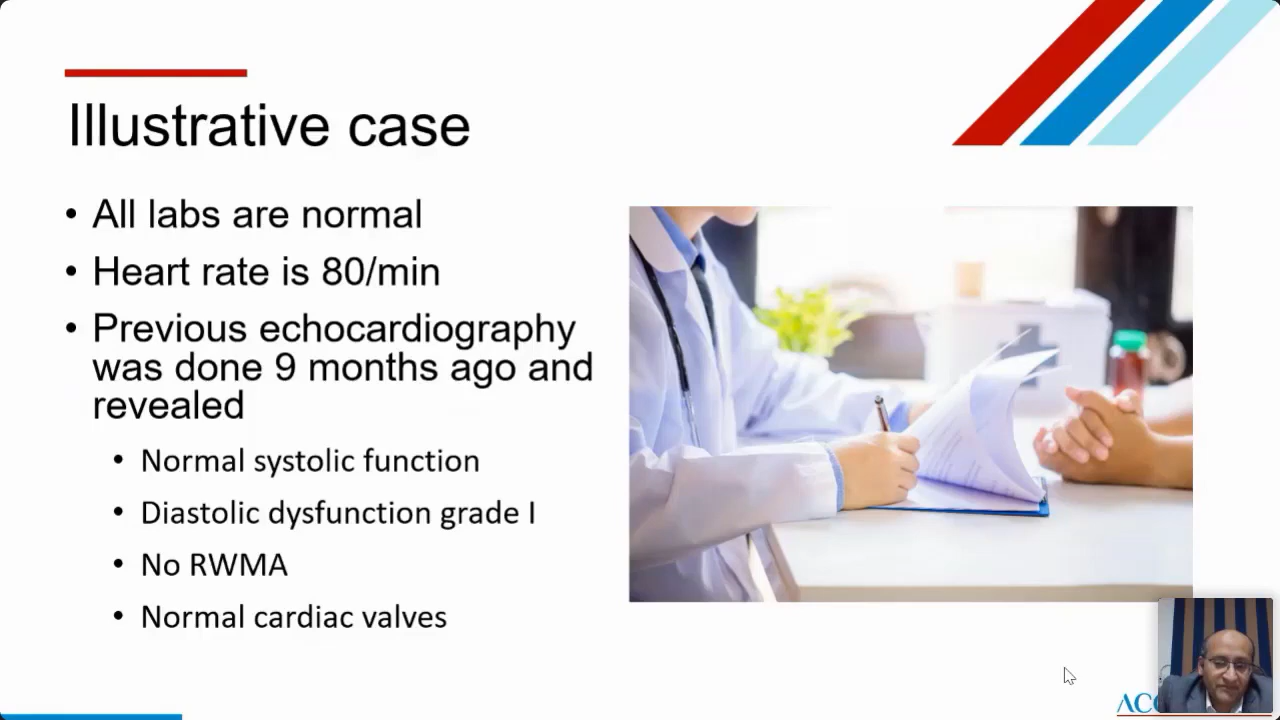 Illustrative case
• All labs are normal
• Heart rate is 80/min
• Previous echocardiography
was done 9 months ago and
revealed
• Normal systolic function
• Diastolic dysfunction grade I
• No RWMA
• Normal cardiac valves